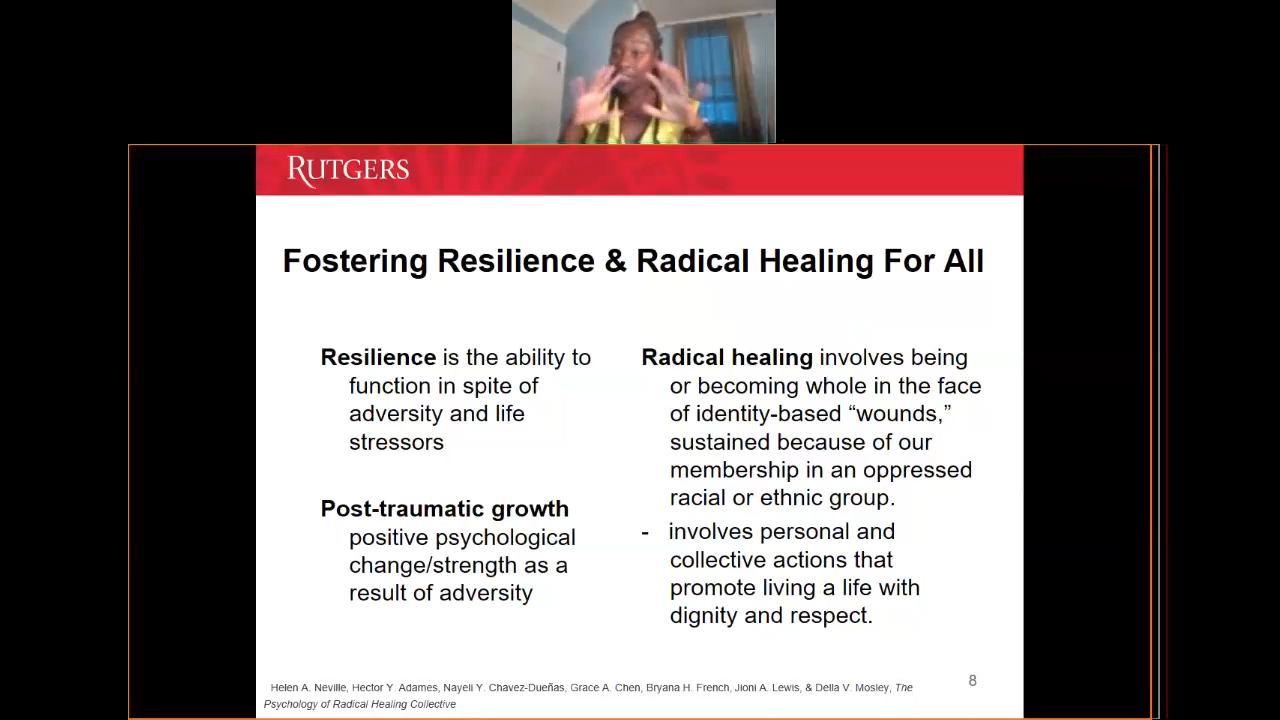 RUTGERS
Fostering Resilience & Radical Healing For All
Resilience is the ability to
function in spite of
adversity and life
stressors
Post-traumatic growth
positive psychological
change/strength as a
result of adversity
Radical healing involves being
or becoming whole in the face
of identity-based “wounds,”
sustained because of our
membership in an oppressed
racial or ethnic group.
- involves personal and
collective actions that
promote living a life with
dignity and respect.
Helen A. Neville, Hector Y. Adames, Nayeli Y. Chavez-Dueñas, Grace A. Chen, Bryana H. French, Jioni A. Lewis, & Della V. Mosley, The
Psychology of Radical Healing Collective
8